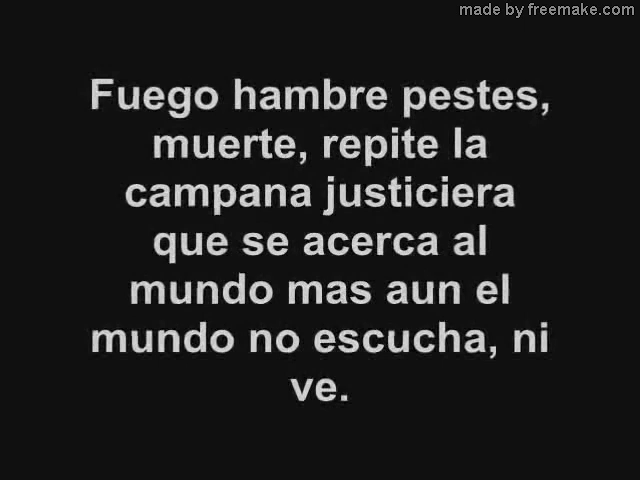 made by freemake.com
Fuego hambre pestes,
muerte, repite la
campana justiciera
que se acerca al
mundo mas aun el
mundo no escucha, ni
ve.